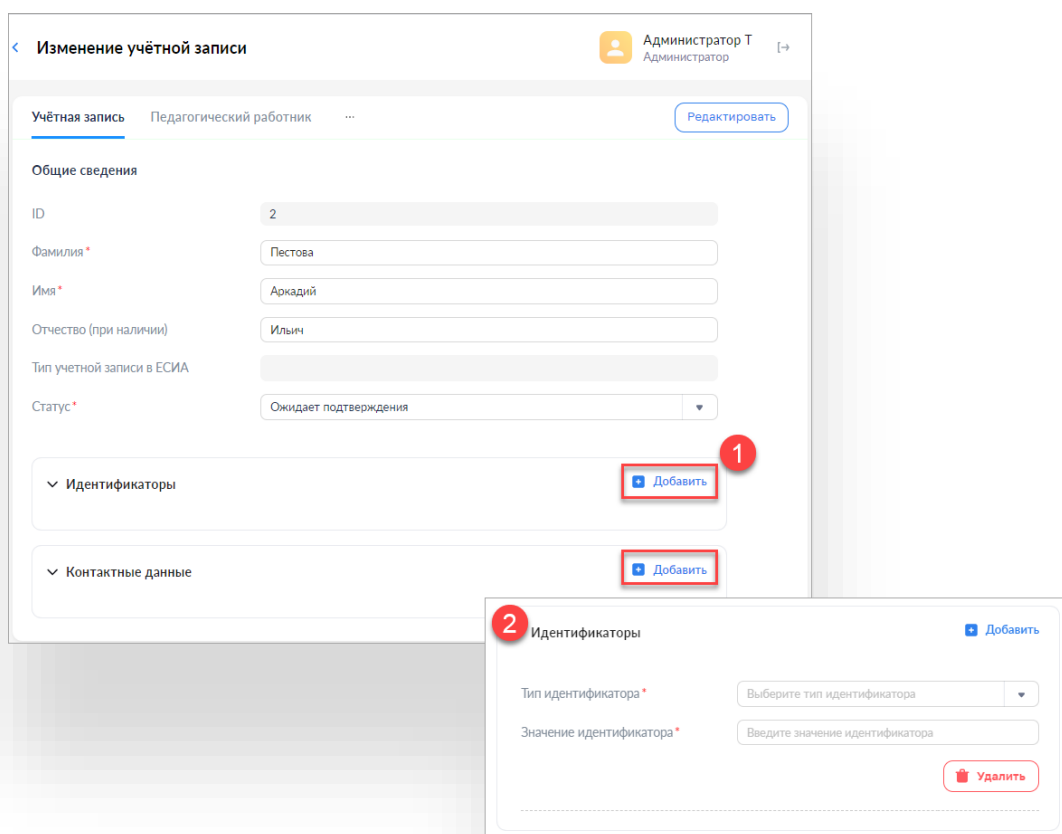 Изменение учётной записи
Администратор Т
Администратор
Учётная запись Педагогический работник ...
Редактировать
Общие сведения
ID 2
Фамилия* Пестова
Имя* Аркадий
Отчество (при наличии) Ильич
Тип учетной записи в ЕСИА
Статус* Ожидает подтверждения
1
Идентификаторы Добавить
Контактные данные Добавить
2
Идентификаторы Добавить
Тип идентификатора* Выберите тип идентификатора
Значение идентификатора* Введите значение идентификатора
Удалить